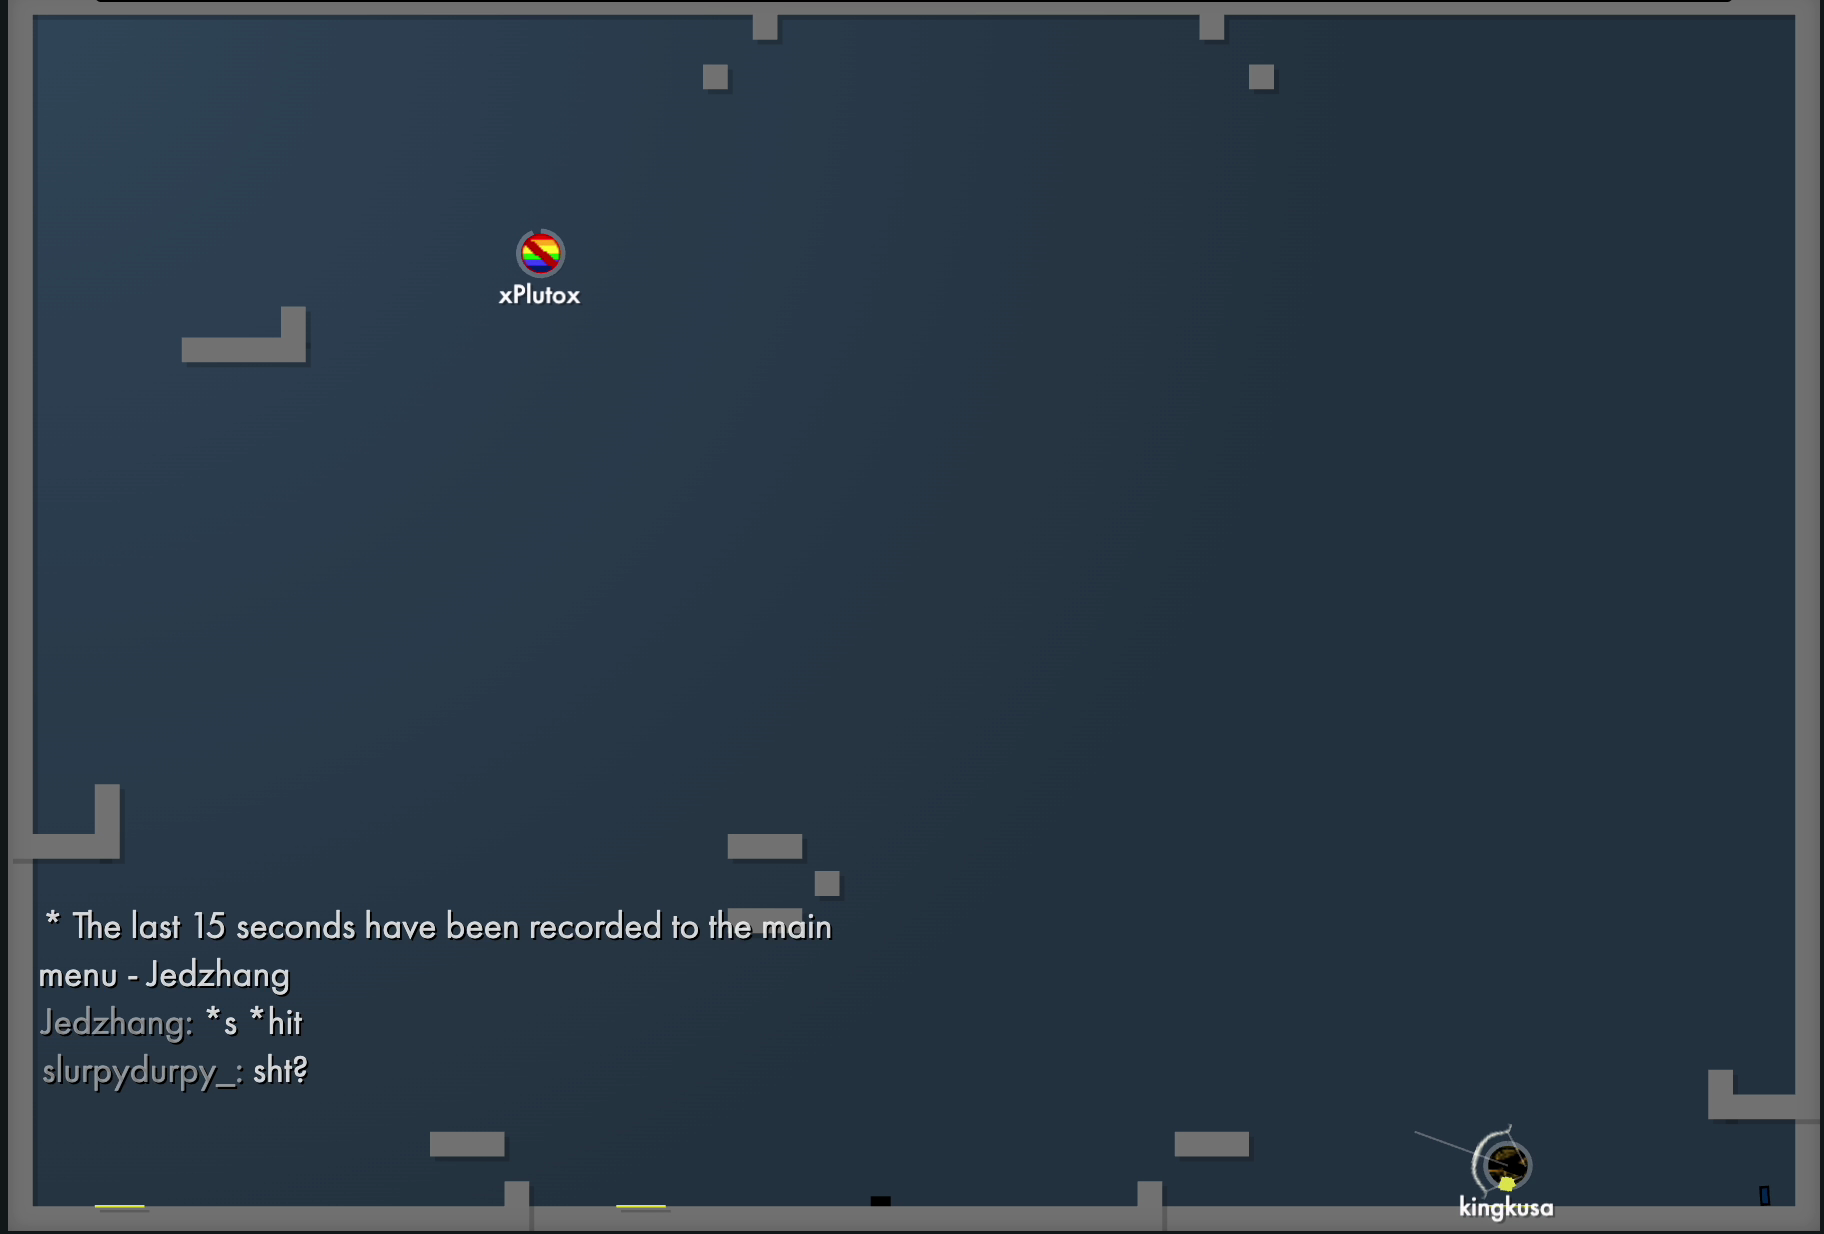 xPlutox
* The last 15 seconds have been recorded to the main
menu - Jedzhang
Jedzhang: *s *hit
slurpydurpy_: sht?
kingkusa